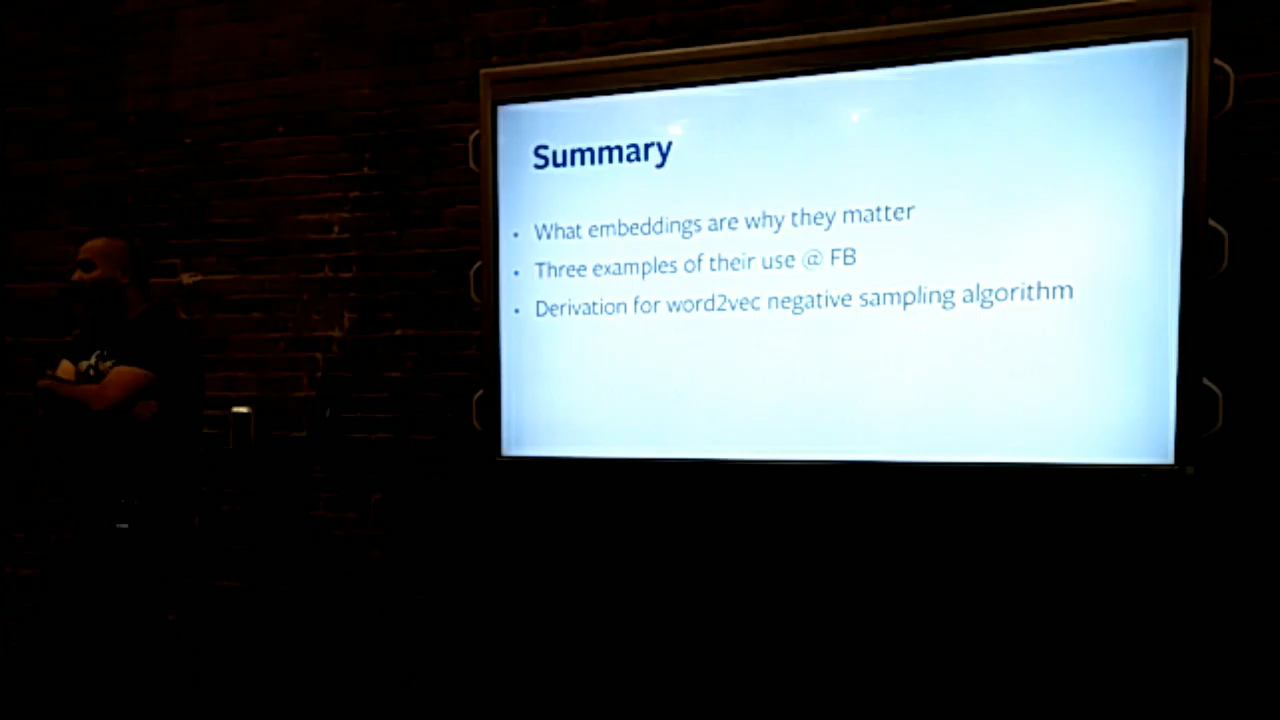 Summary
• What embeddings are why they matter
• Three examples of their use @ FB
• Derivation for word2vec negative sampling algorithm